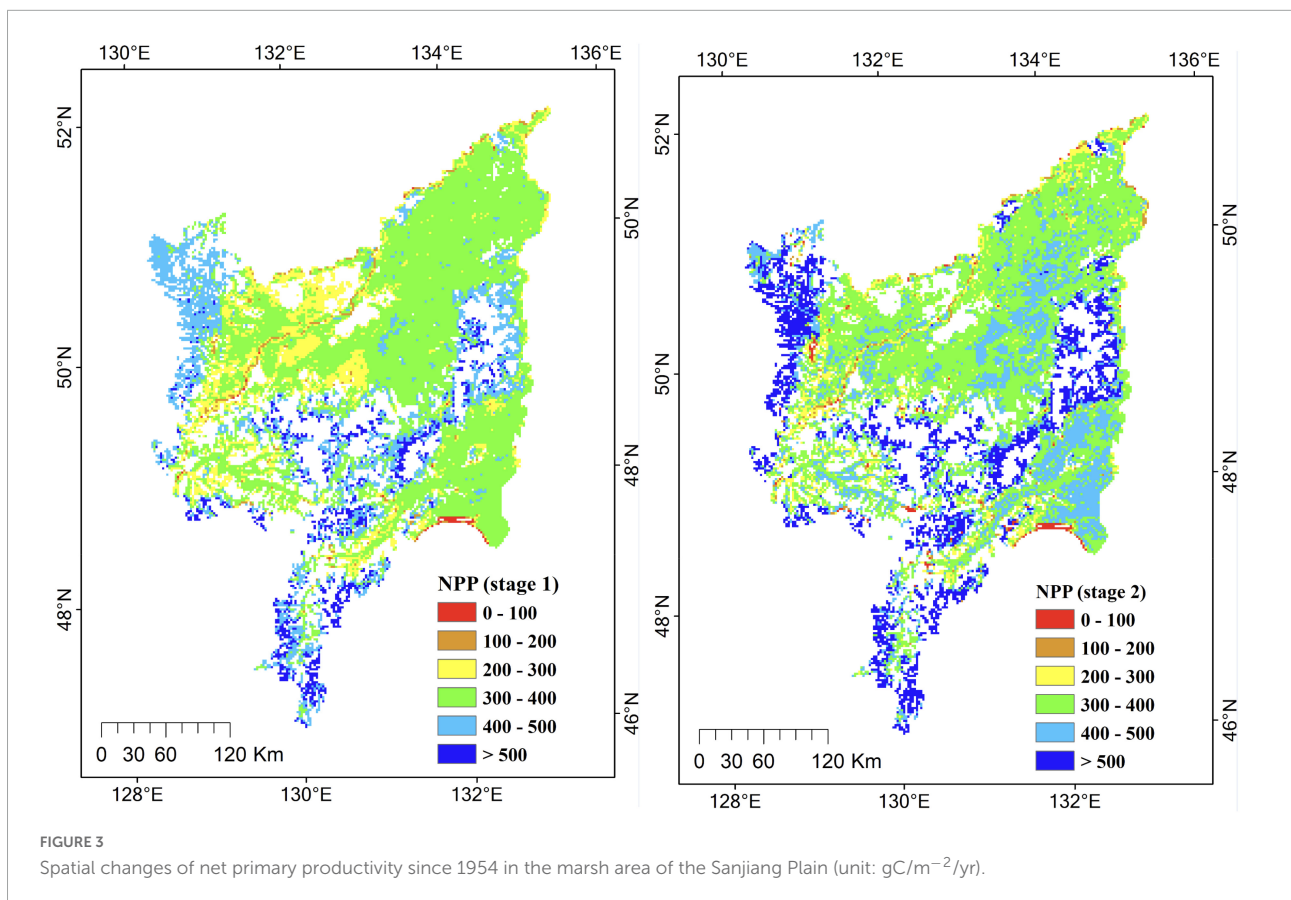 130°E 132°E 134°E 136°E
130°E 132°E 134°E 136°E
52°N
52°N
50°N
50°N
50°N
50°N
48°N
48°N
48°N
48°N
46°N
46°N
NPP (stage 1)
0 - 100
100 - 200
200 - 300
300 - 400
400 - 500
> 500
0 30 60 120 Km
128°E 130°E 132°E
NPP (stage 2)
0 - 100
100 - 200
200 - 300
300 - 400
400 - 500
> 500
0 30 60 120 Km
128°E 130°E 132°E
FIGURE 3
Spatial changes of net primary productivity since 1954 in the marsh area of the Sanjiang Plain (unit: gC/m−2/yr).